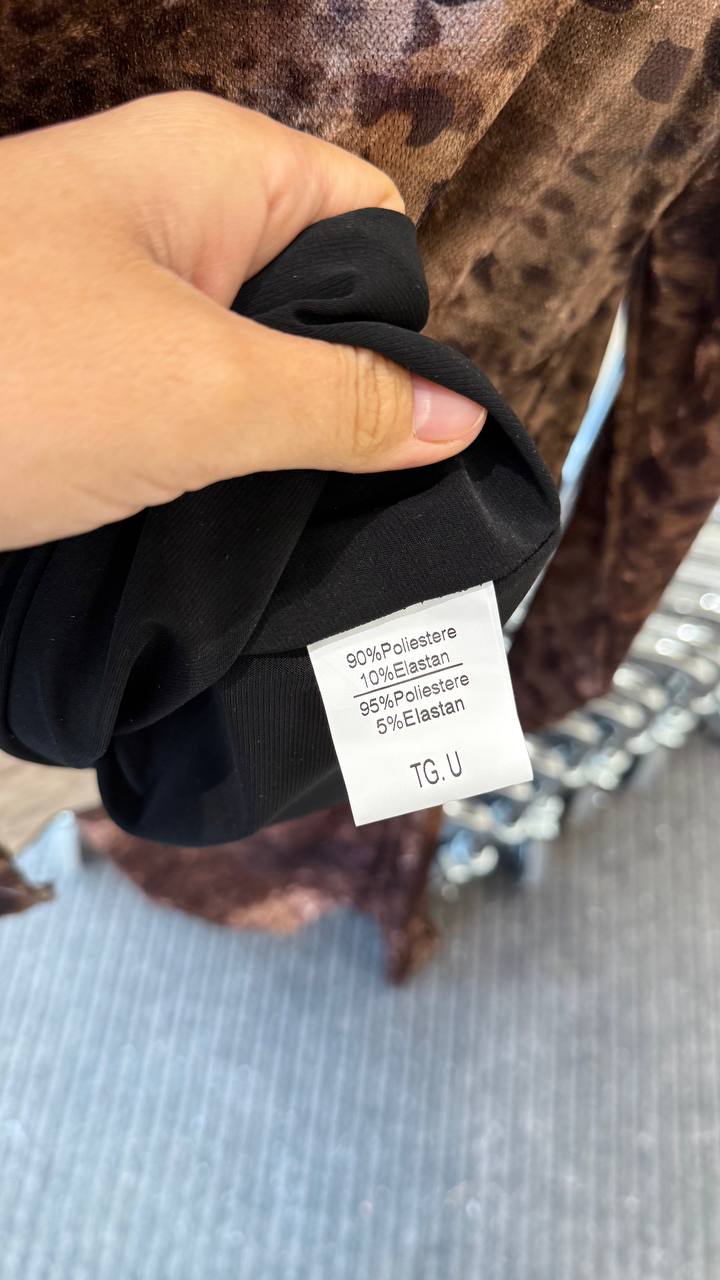 90%Poliestere
10%Elastan
95%Poliestere
5%Elastan
TG. U